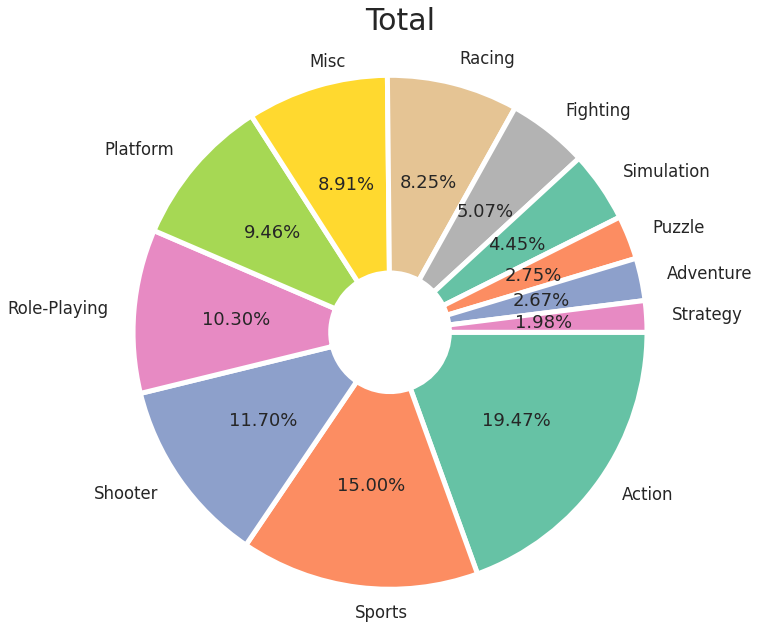 Total
Misc
Racing
Fighting
Platform
Simulation
8.91%
8.25%
5.07%
Puzzle
9.46%
4.45%
Adventure
2.75%
2.67%
Role-Playing
10.30%
1.98%
Strategy
11.70%
19.47%
15.00%
Shooter
Action
Sports